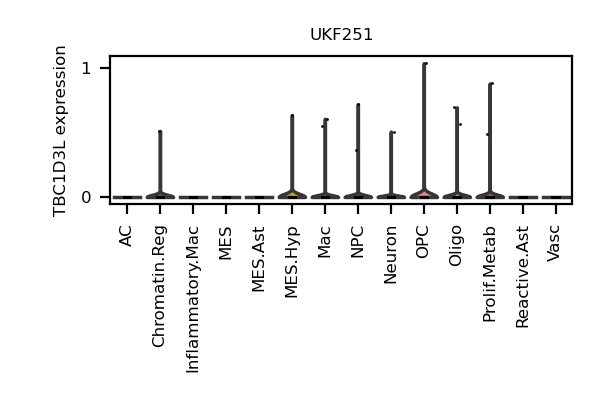 UKF251
TBC1D3L expression
1
0
AC
Chromatin.Reg
Inflammatory.Mac
MES
MES.Ast
MES.Hyp
Mac
NPC
Neuron
OPC
Oligo
Prolif.Metab
Reactive.Ast
Vasc